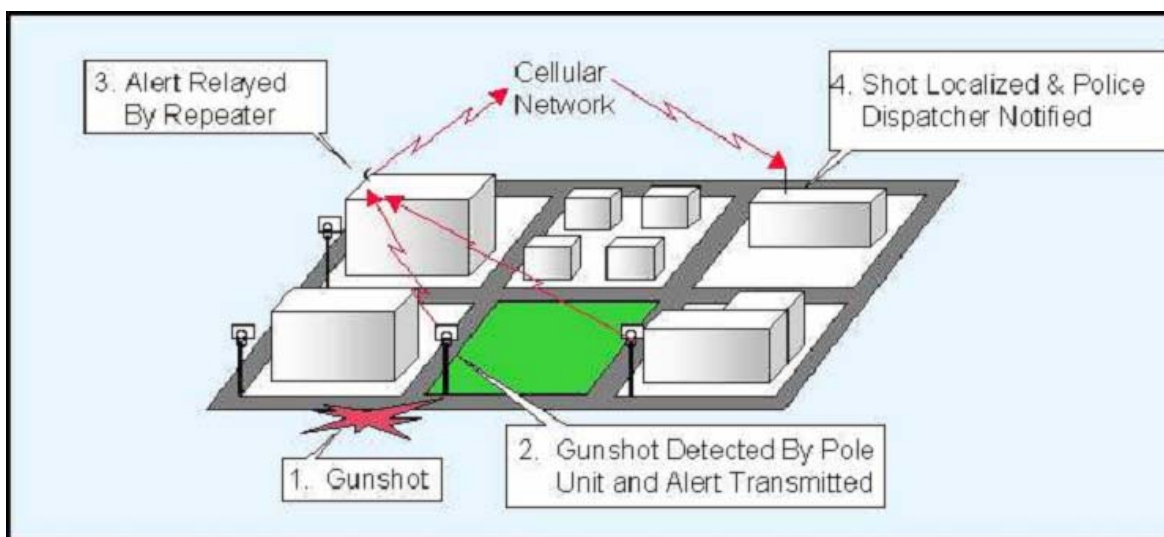 3. Alert Relayed
By Repeater
Cellular
Network
4. Shot Localized & Police
Dispatcher Notified
2. Gunshot Detected By Pole
Unit and Alert Transmitted
1. Gunshot